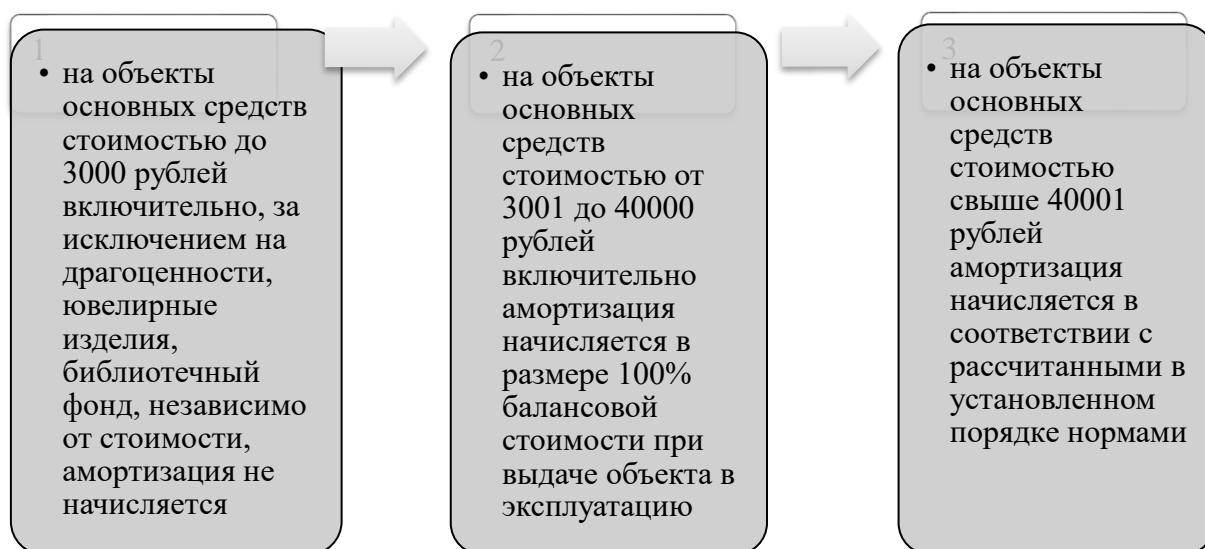 1
• на объекты
основных средств
стоимостью до
3000 рублей
включительно, за
исключением на
драгоценности,
ювелирные
изделия,
библиотечный
фонд, независимо
от стоимости,
амортизация не
начисляется
2
• на объекты
основных
средств
стоимостью от
3001 до 40000
рублей
включительно
амортизация
начисляется в
размере 100%
балансовой
стоимости при
выдаче объекта в
эксплуатацию
3
• на объекты
основных
средств
стоимостью
свыше 40001
рублей
амортизация
начисляется в
соответствии с
рассчитанными в
установленном
порядке нормами